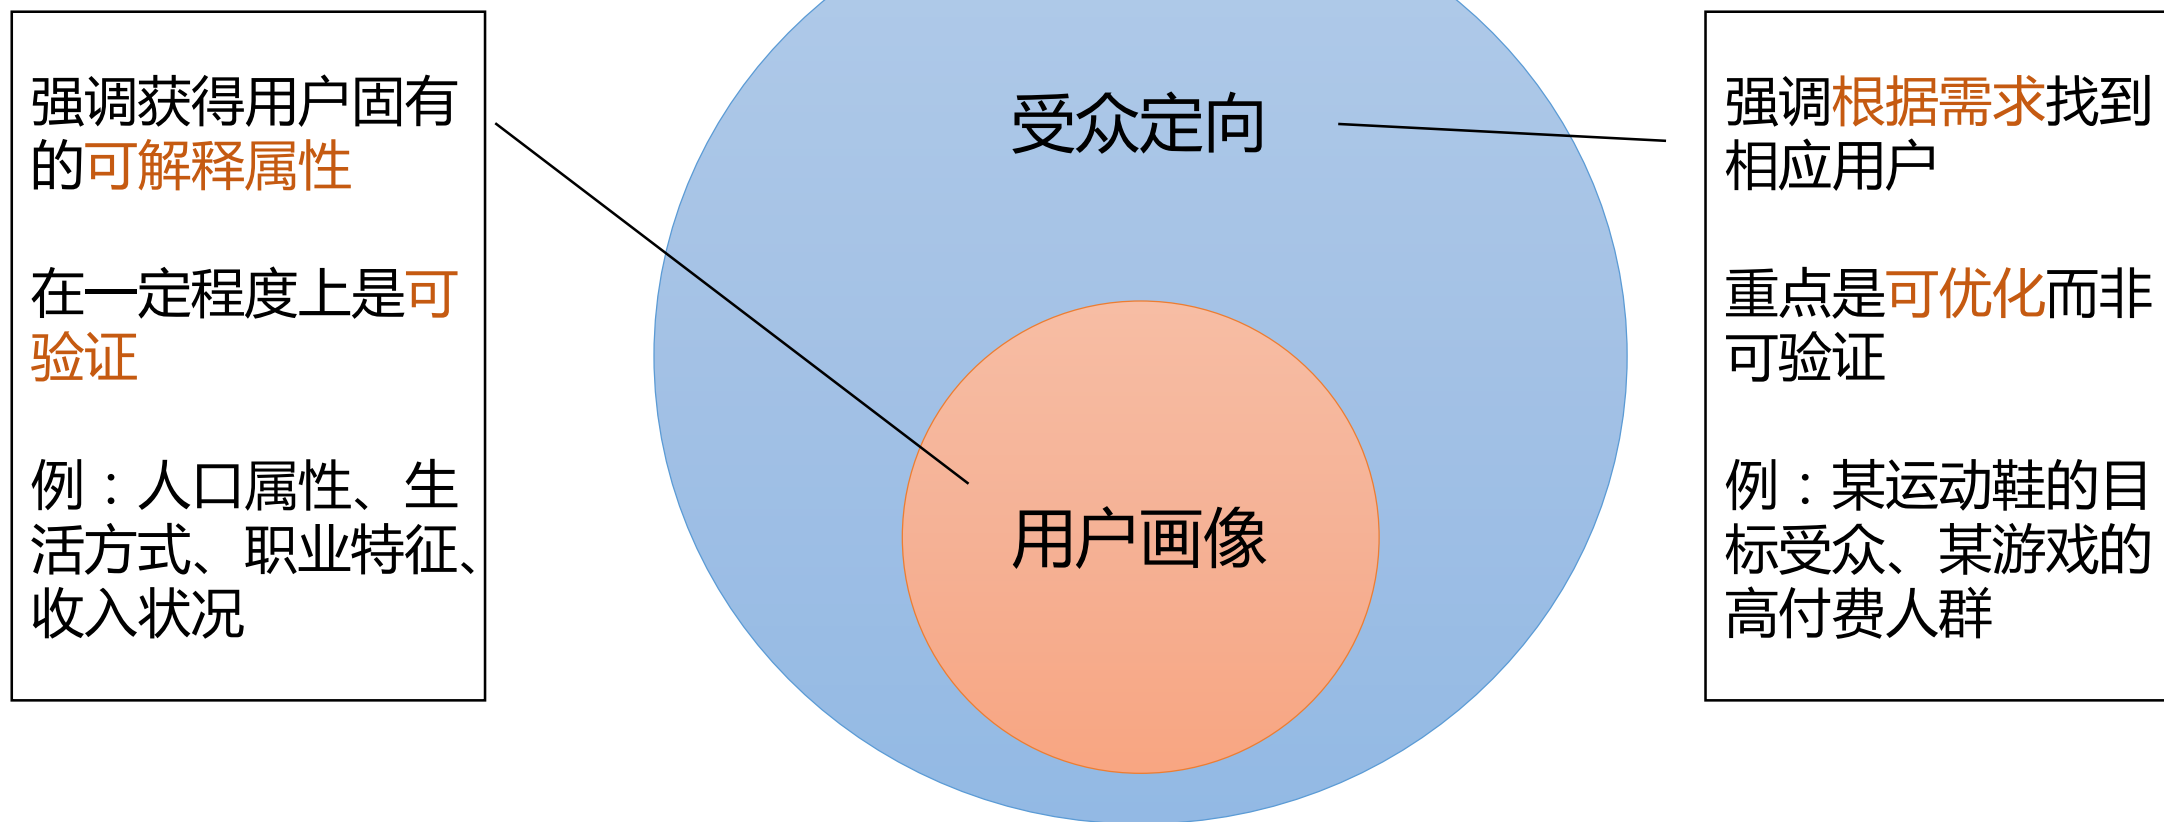 强调获得用户固有
的可解释属性
在一定程度上是可
验证
例：人口属性、生
活方式、职业特征、
收入状况
受众定向
用户画像
强调根据需求找到
相应用户
重点是可优化而非
可验证
例：某运动鞋的目
标受众、某游戏的
高付费人群